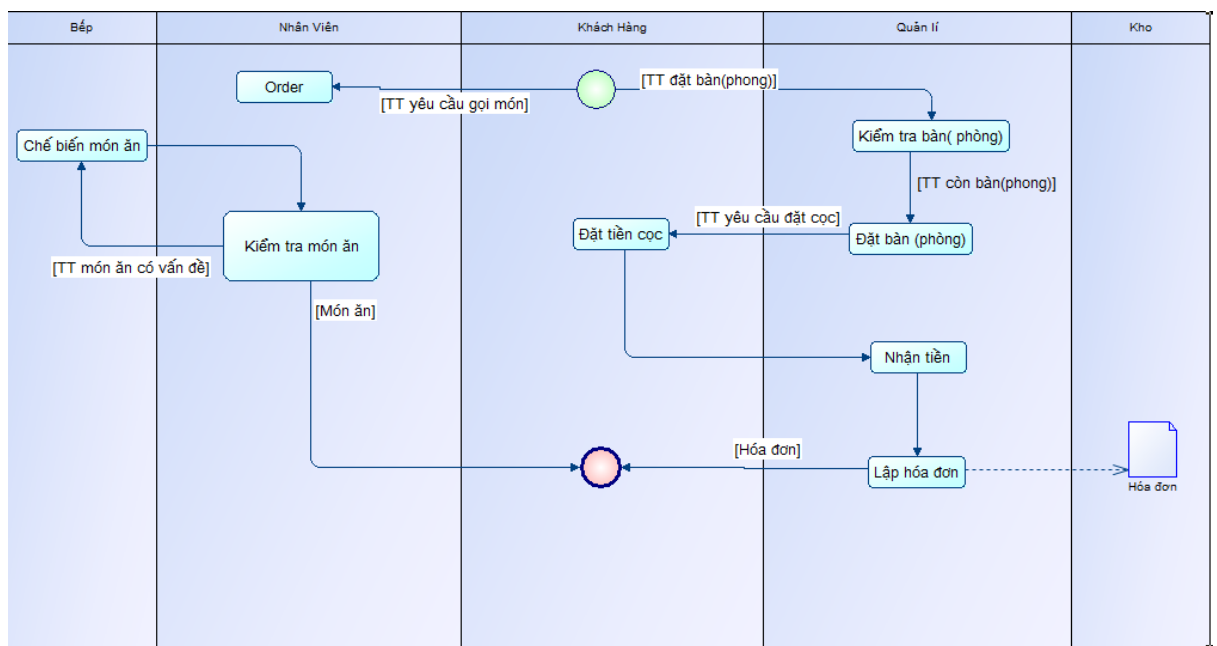 Bếp
Nhân Viên
Khách Hàng
Quản lí
Kho
Order
[TT yêu cầu gọi món]
[TT đặt bàn(phong)]
Chế biến món ăn
Kiểm tra bàn( phòng)
[TT còn bàn(phong)]
[TT yêu cầu đặt cọc]
Đặt tiền cọc
Đặt bàn (phòng)
Kiểm tra món ăn
[TT món ăn có vấn đề]
[Món ăn]
Nhận tiền
[Hóa đơn]
Lập hóa đơn
Hóa đơn